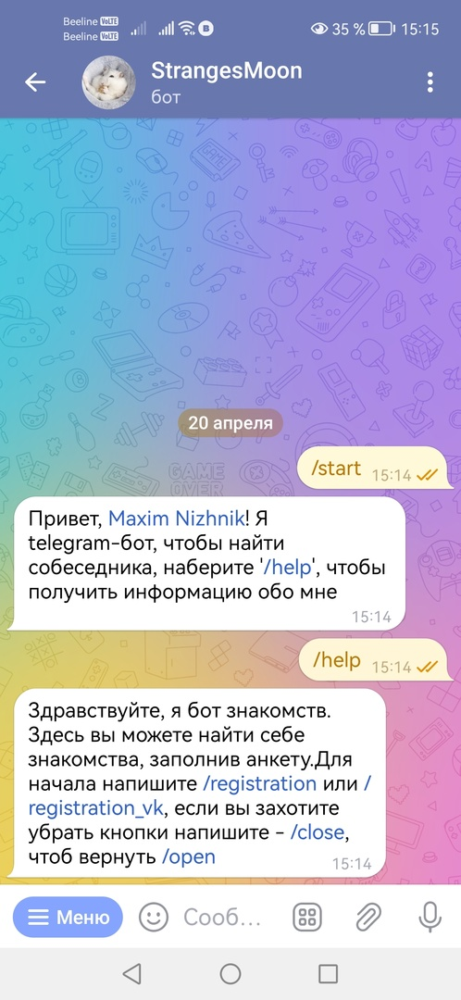 Beeline VoLTE
Beeline VoLTE
B
35 %
15:15
StrangesMoon
бот
GAME
OVER
20 апреля
/start 15:14
Привет, Maxim Nizhnik! Я
telegram-бот, чтобы найти
собеседника, наберите '/help', чтобы
получить информацию обо мне
15:14
/help 15:14
Здравствуйте, я бот знакомств.
Здесь вы можете найти себе
знакомства, заполнив анкету.Для
начала напишите /registration или /
registration_vk, если вы захотите
убрать кнопки напишите - /close,
чтоб вернуть /open
15:14
Меню
Сооб...